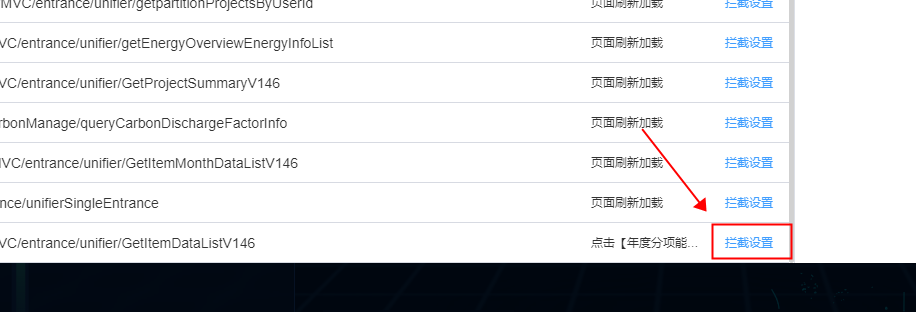 MVC/entrance/unifier/getpartitionProjectsByUserId 页面刷新加载 拦截设置
VC/entrance/unifier/getEnergyOverviewEnergyInfoList 页面刷新加载 拦截设置
VC/entrance/unifier/GetProjectSummaryV146 页面刷新加载 拦截设置
rbonManage/queryCarbonDischargeFactorInfo 页面刷新加载 拦截设置
MVC/entrance/unifier/GetItemMonthDataListV146 页面刷新加载 拦截设置
nce/unifierSingleEntrance 页面刷新加载 拦截设置
VC/entrance/unifier/GetItemDataListV146 点击【年度分项能... 拦截设置